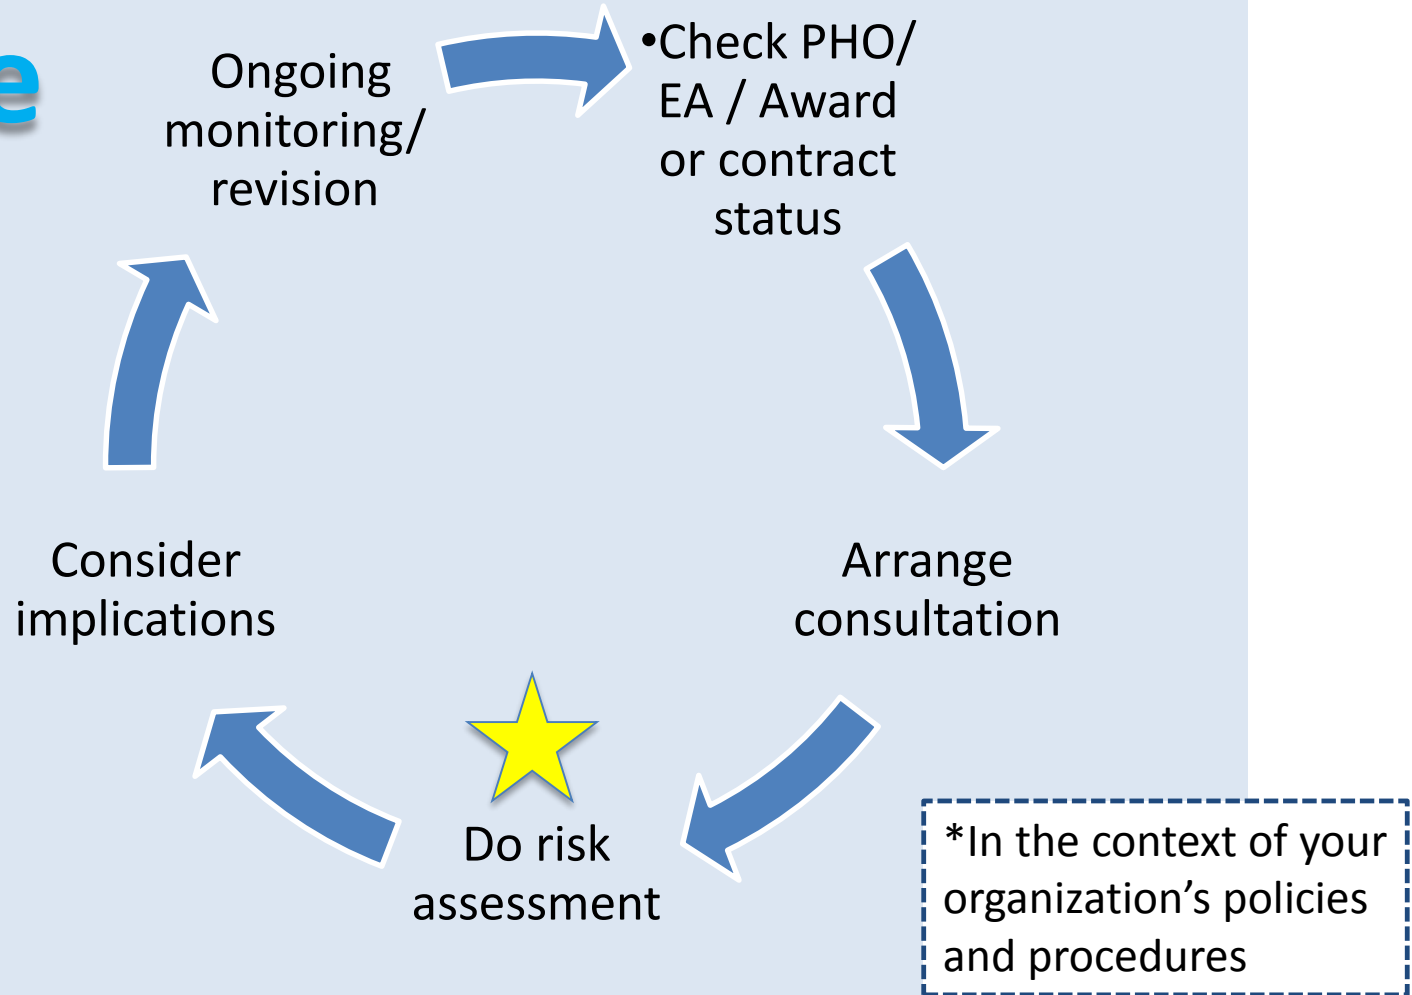 e
Ongoing
monitoring/
revision
•Check PHO/
EA / Award
or contract
status
Arrange
consultation
Do risk
assessment
Consider
implications
*In the context of your
organization’s policies
and procedures